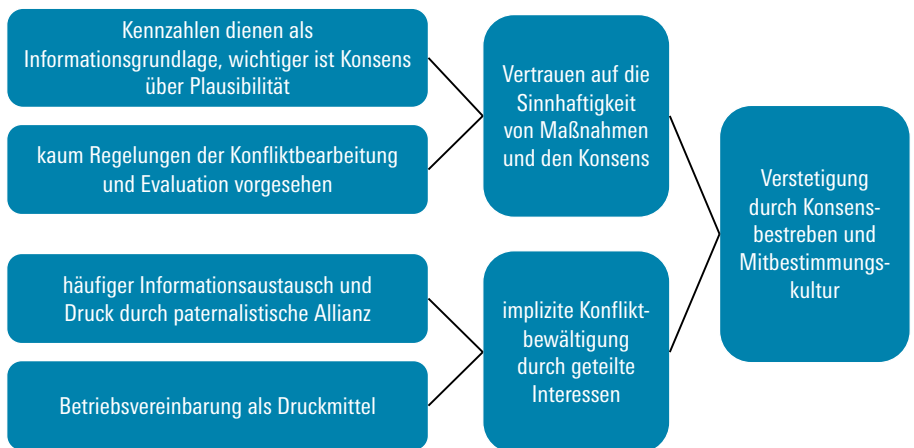 Kennzahlen dienen als
Informationsgrundlage, wichtiger ist Konsens
über Plausibilität
kaum Regelungen der Konfliktbearbeitung
und Evaluation vorgesehen
häufiger Informationsaustausch und
Druck durch paternalistische Allianz
Betriebsvereinbarung als Druckmittel
Vertrauen auf die
Sinnhaftigkeit
von Maßnahmen
und den Konsens
implizite Konflikt-
bewältigung
durch geteilte
Interessen
Verstetigung
durch Konsens-
bestreben und
Mitbestimmungs-
kultur